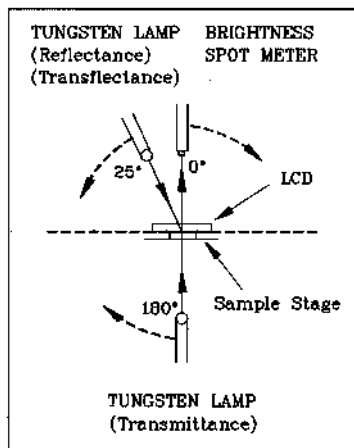 TUNGSTEN LAMP
(Reflectance)
(Transflectance)
BRIGHTNESS
SPOT METER
25°
0°
LCD
180°
Sample Stage
TUNGSTEN LAMP
(Transmittance)